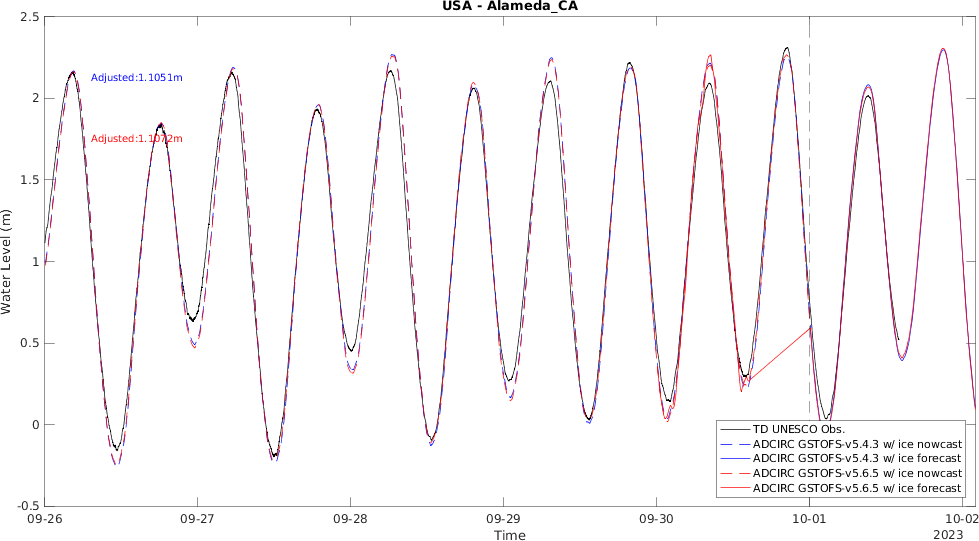 USA - Alameda_CA
2.5
2
1.5
1
0.5
0
-0.5
Water Level (m)
Adjusted:1.1051m
Adjusted:1.1072m
TD UNESCO Obs.
ADCIRC GSTOFS-v5.4.3 w/ ice nowcast
ADCIRC GSTOFS-v5.4.3 w/ ice forecast
ADCIRC GSTOFS-v5.6.5 w/ ice nowcast
ADCIRC GSTOFS-v5.6.5 w/ ice forecast
09-26 09-27 09-28 09-29 09-30 10-01 10-02
Time
2023